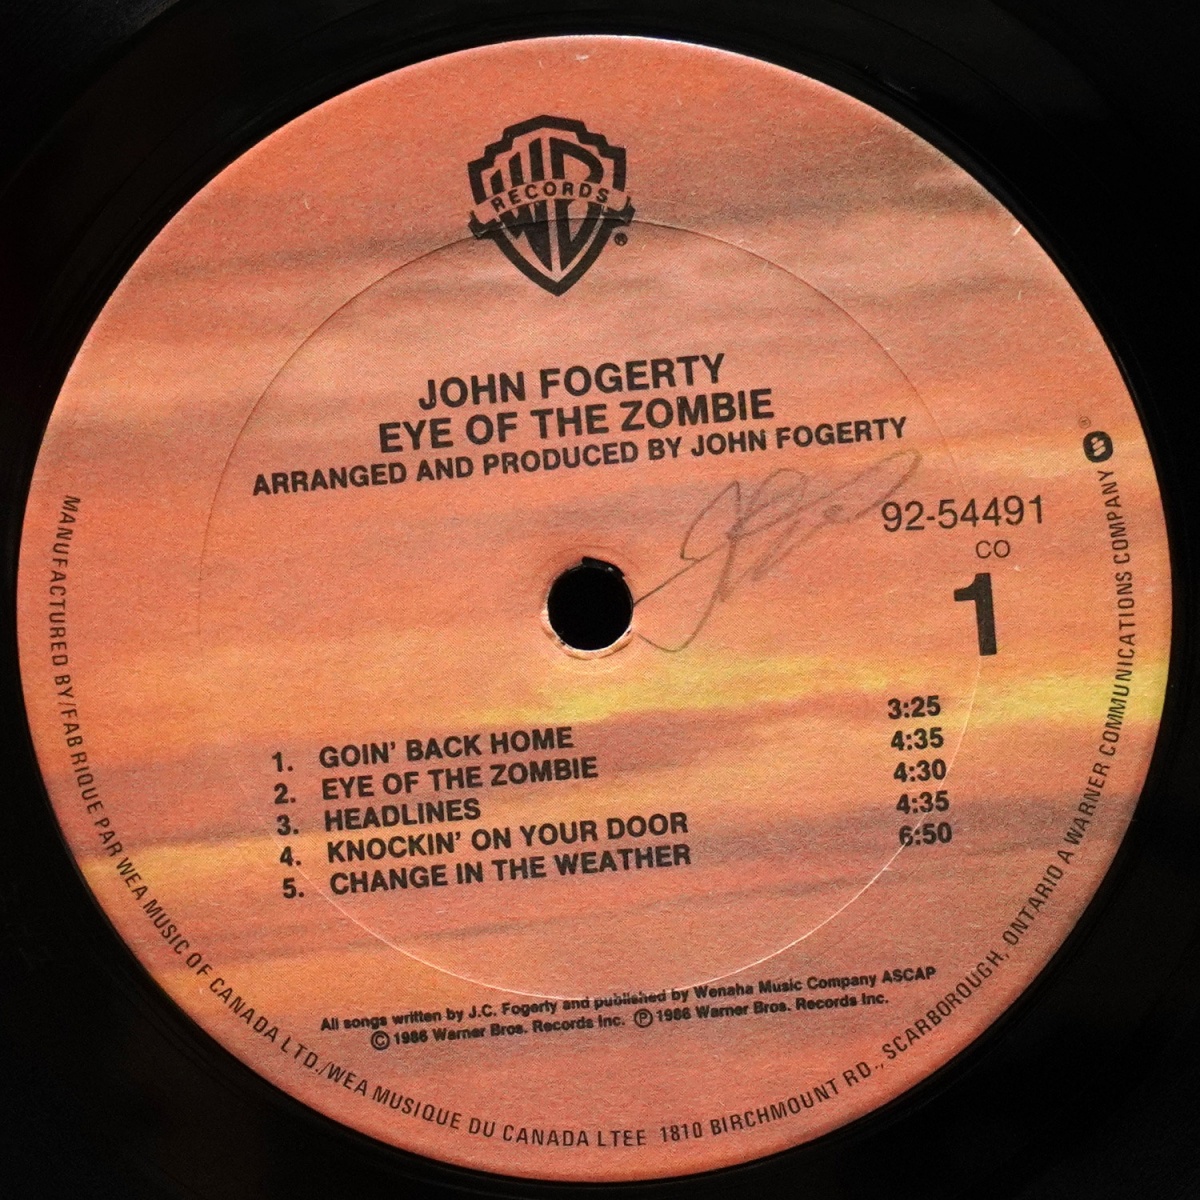 WB
RECORDS
®
JOHN FOGERTY
EYE OF THE ZOMBIE
ARRANGED AND PRODUCED BY JOHN FOGERTY
92-54491
CO
1
1. GOIN' BACK HOME 3:25
2. EYE OF THE ZOMBIE 4:35
3. HEADLINES 4:30
4. KNOCKIN' ON YOUR DOOR 4:35
5. CHANGE IN THE WEATHER 6:50
All songs written by J.C. Fogerty and published by Wenaha Music Company ASCAP
© 1986 Warner Bros. Records Inc. ℗ 1986 Warner Bros. Records Inc.
MANUFACTURED BY/FABRIQUE PAR WEA MUSIC OF CANADA LTD./WEA MUSIQUE DU CANADA LTEE 1810 BIRCHMOUNT RD., SCARBOROUGH, ONTARIO A WARNER COMMUNICATIONS COMPANY ®